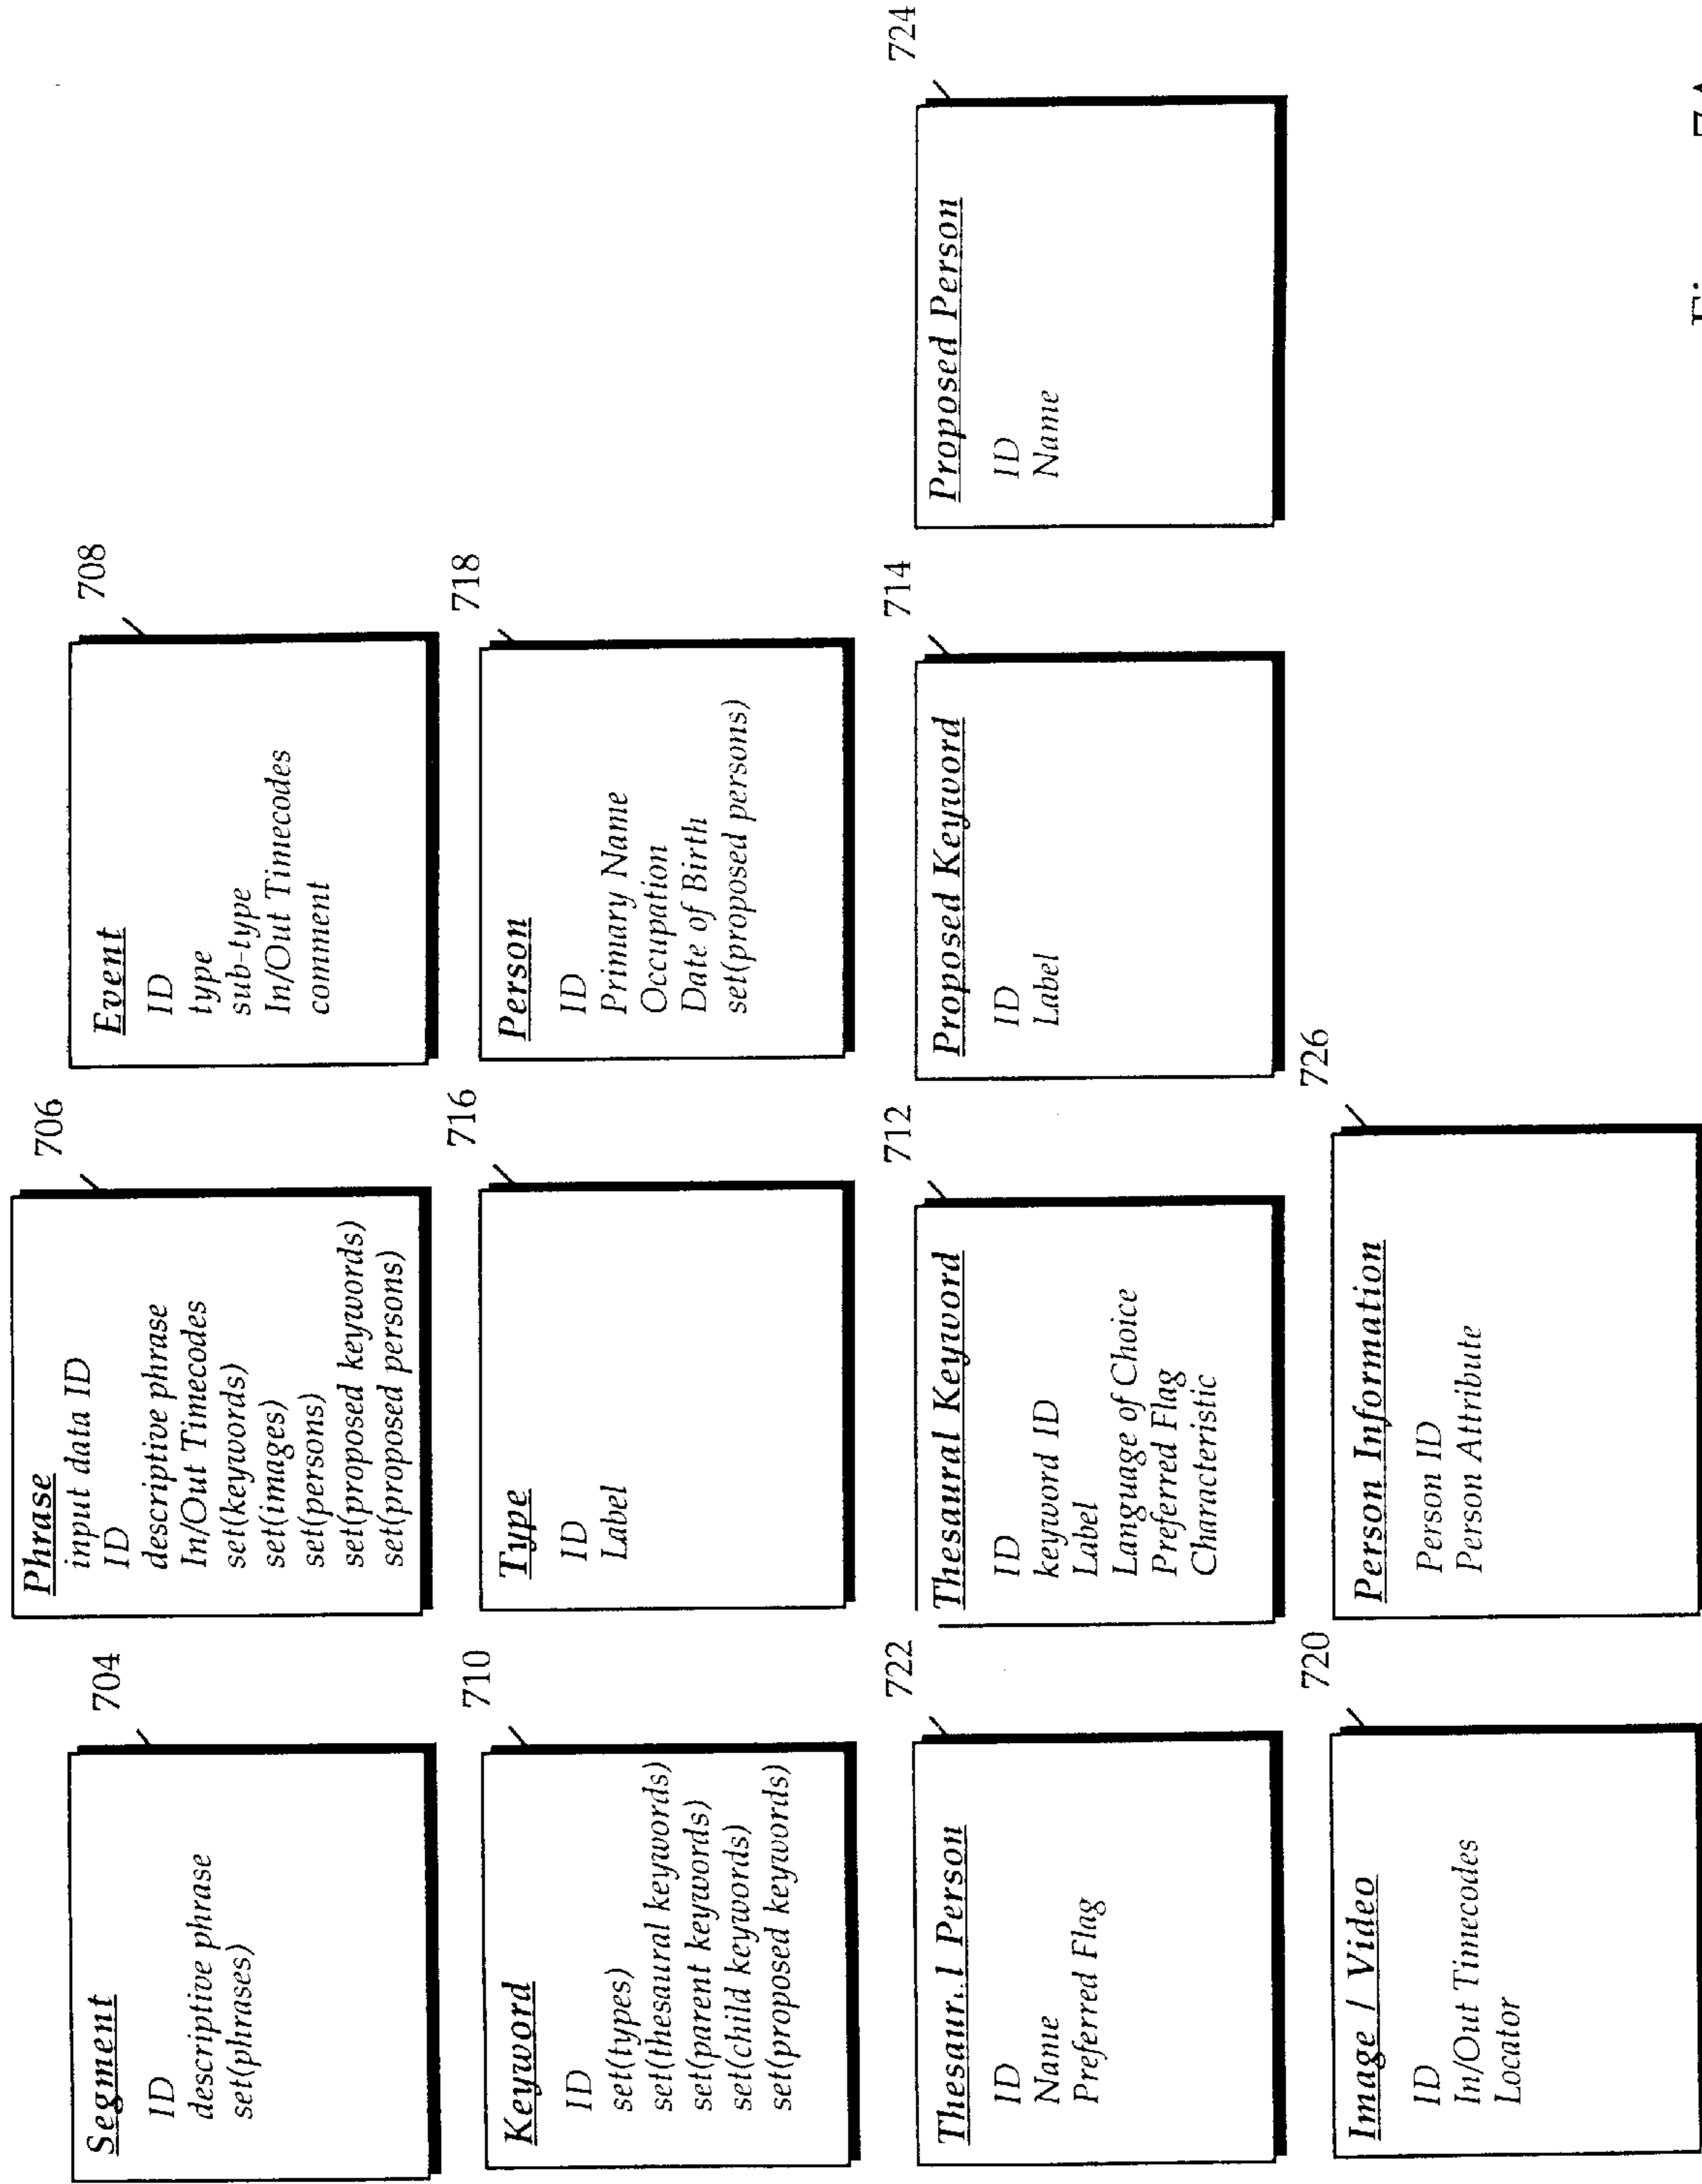 704
Segment
ID
descriptive phrase
set(phrases)
706
Phrase
input data ID
ID
descriptive phrase
In/Out Timecodes
set(keywords)
set(images)
set(persons)
set(proposed keywords)
set(proposed persons)
708
Event
ID
type
sub-type
In/Out Timecodes
comment
710
Keyword
ID
set(types)
set(thesaural keywords)
set(parent keywords)
set(child keywords)
set(proposed keywords)
716
Type
ID
Label
718
Person
ID
Primary Name
Occupation
Date of Birth
set(proposed persons)
722
Thesaur.l Person
ID
Name
Preferred Flag
712
Thesaural Keyword
ID
keyword ID
Label
Language of Choice
Preferred Flag
Characteristic
714
Proposed Keyword
ID
Label
724
Proposed Person
ID
Name
720
Image / Video
ID
In/Out Timecodes
Locator
726
Person Information
Person ID
Person Attribute